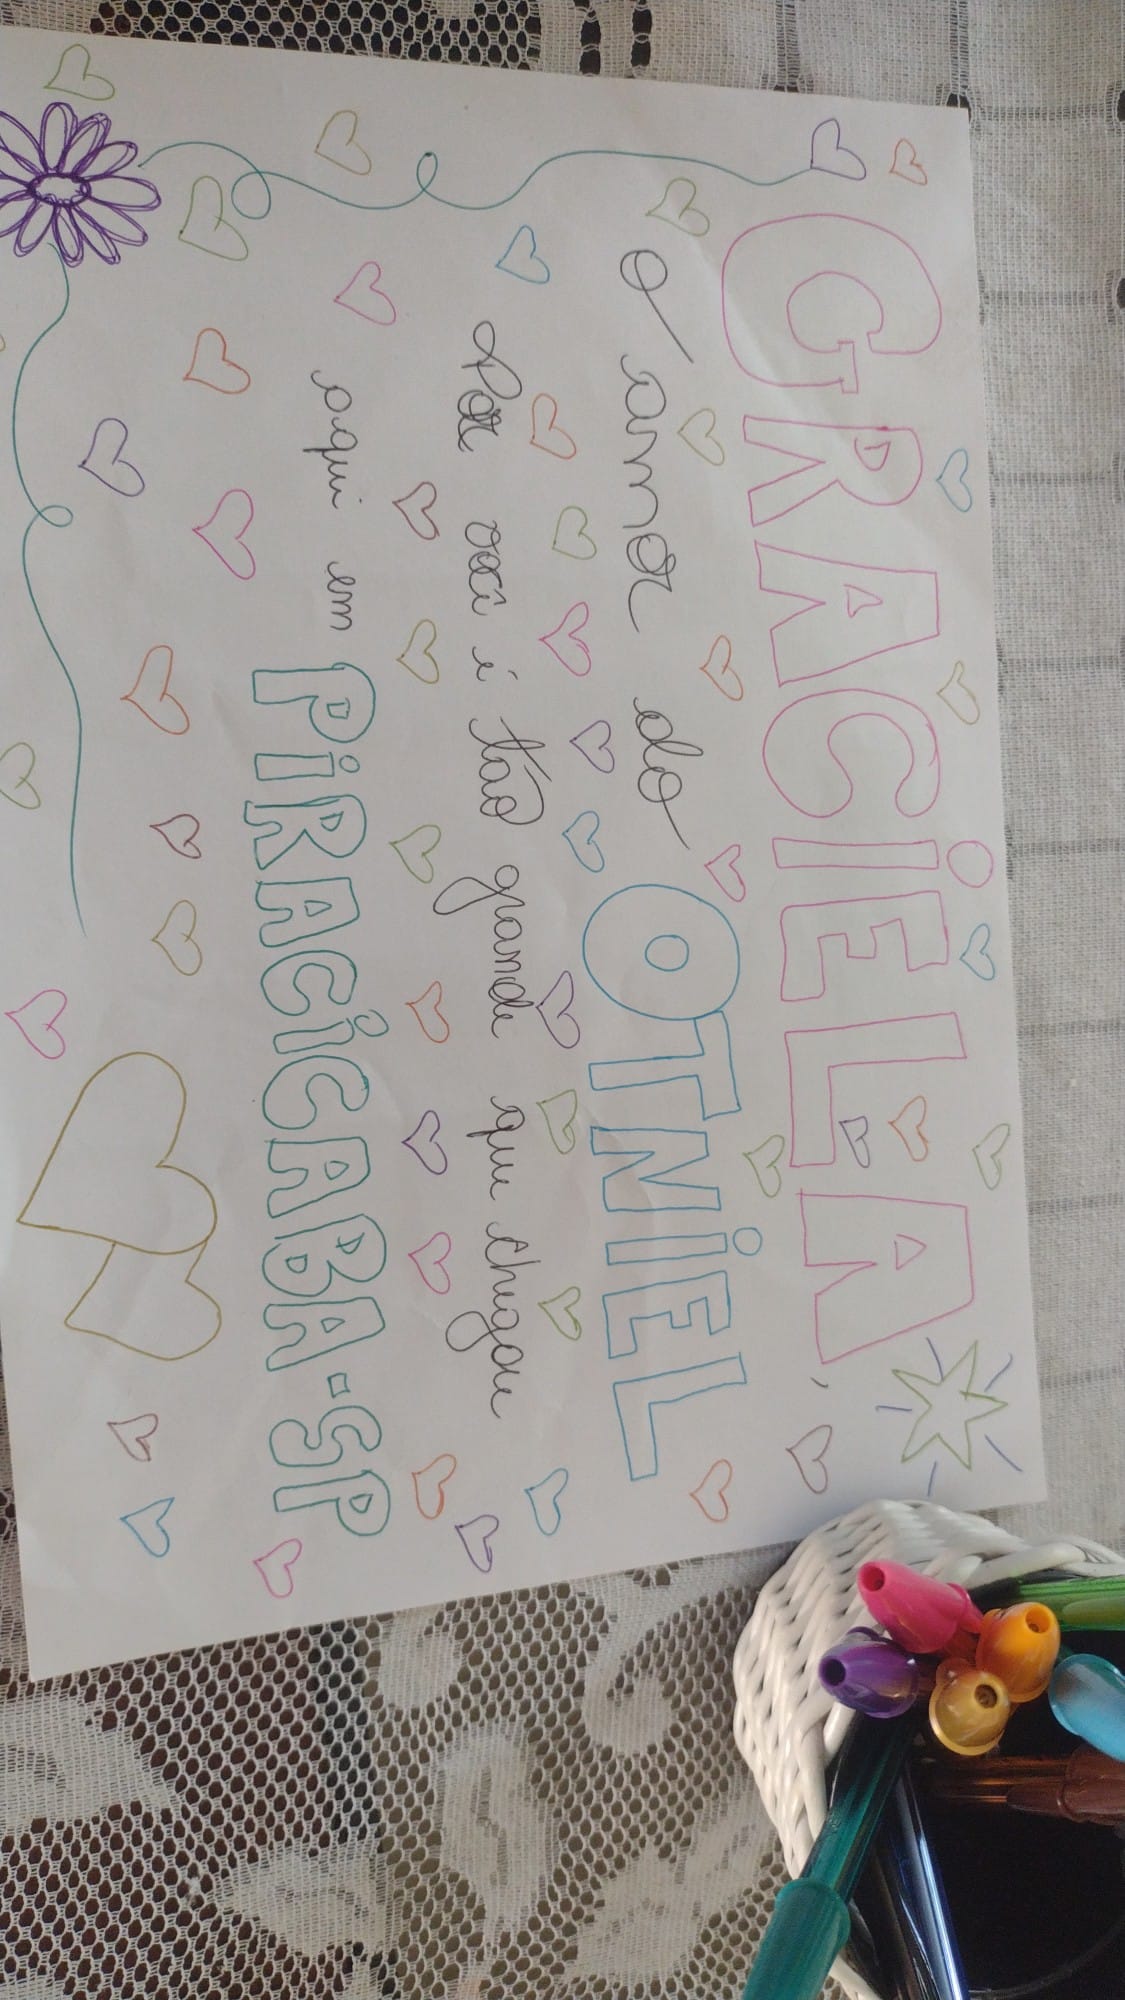 GRACIELA,
O amor do OTNIEL
Por você é tão grande que chegou
aqui em PIRACICABA-SP